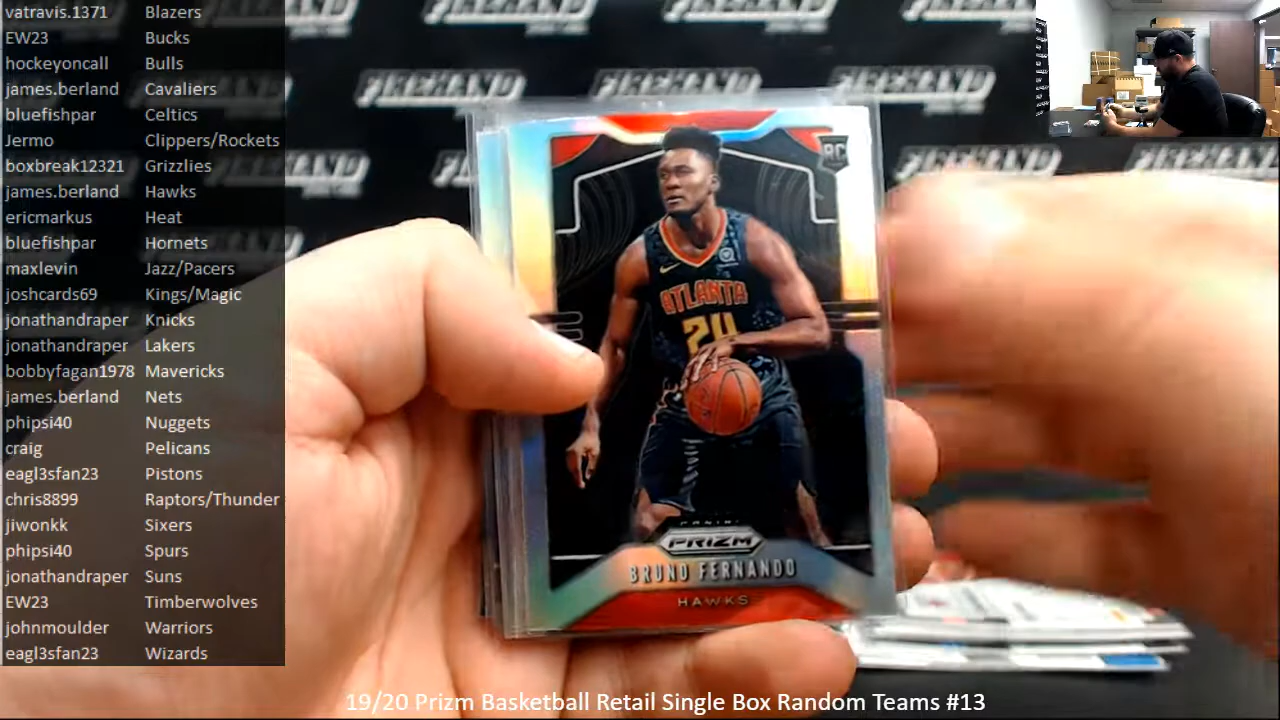 vatravis.1371 Blazers
EW23 Bucks
hockeyoncall Bulls
james.berland Cavaliers
bluefishpar Celtics
Jermo Clippers/Rockets
boxbreak12321 Grizzlies
james.berland Hawks
ericmarkus Heat
bluefishpar Hornets
maxlevin Jazz/Pacers
joshcards69 Kings/Magic
jonathandraper Knicks
jonathandraper Lakers
bobbyfagan1978 Mavericks
james.berland Nets
phipsi40 Nuggets
craig Pelicans
eagl3sfan23 Pistons
chris8899 Raptors/Thunder
jiwonkk Sixers
phipsi40 Spurs
jonathandraper Suns
EW23 Timberwolves
johnmoulder Warriors
eagl3sfan23 Wizards
FIREHAND FIREHAND FIREHAND
RC
ATLANTA
24
PANINI
PRIZM
BRUNO FERNANDO
HAWKS
19/20 Prizm Basketball Retail Single Box Random Teams #13